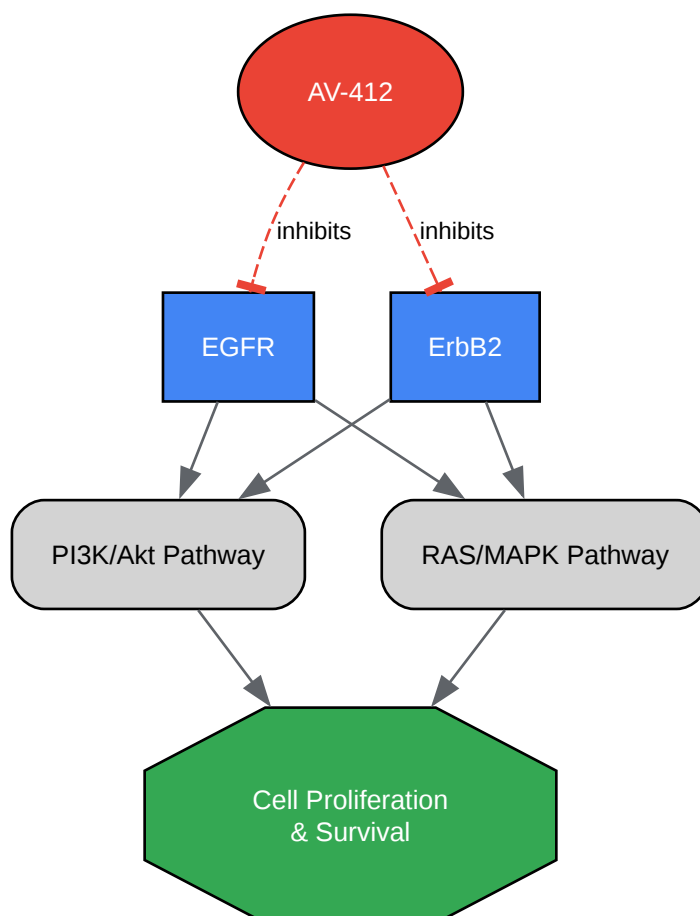 AV-412
inhibits
inhibits
EGFR
ErbB2
PI3K/Akt Pathway
RAS/MAPK Pathway
Cell Proliferation
& Survival